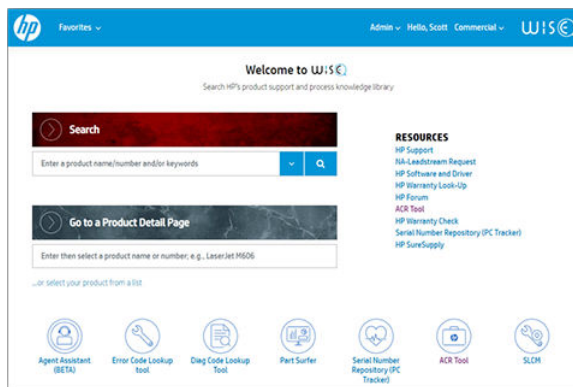 hp Favorites Admin Hello, Scott Commercial WISE
Welcome to WISE
Search HP's product support and process knowledge library
Search
Enter a product name/number and/or keywords
Go to a Product Detail Page
Enter then select a product name or number, e.g., LaserJet M606
...or select your product from a list
RESOURCES
HP Support
NA-Leadstream Request
HP Software and Driver
HP Warranty Look-Up
HP Forum
ACR Tool
HP Warranty Check
Serial Number Repository (PC Tracker)
HP SureSupply
Agent Assistant
(BETA)
Error Code Lookup
tool
Diag Code Lookup
Tool
Part Surfer
Serial Number
Repository (PC
Tracker)
ACR Tool
SLCM